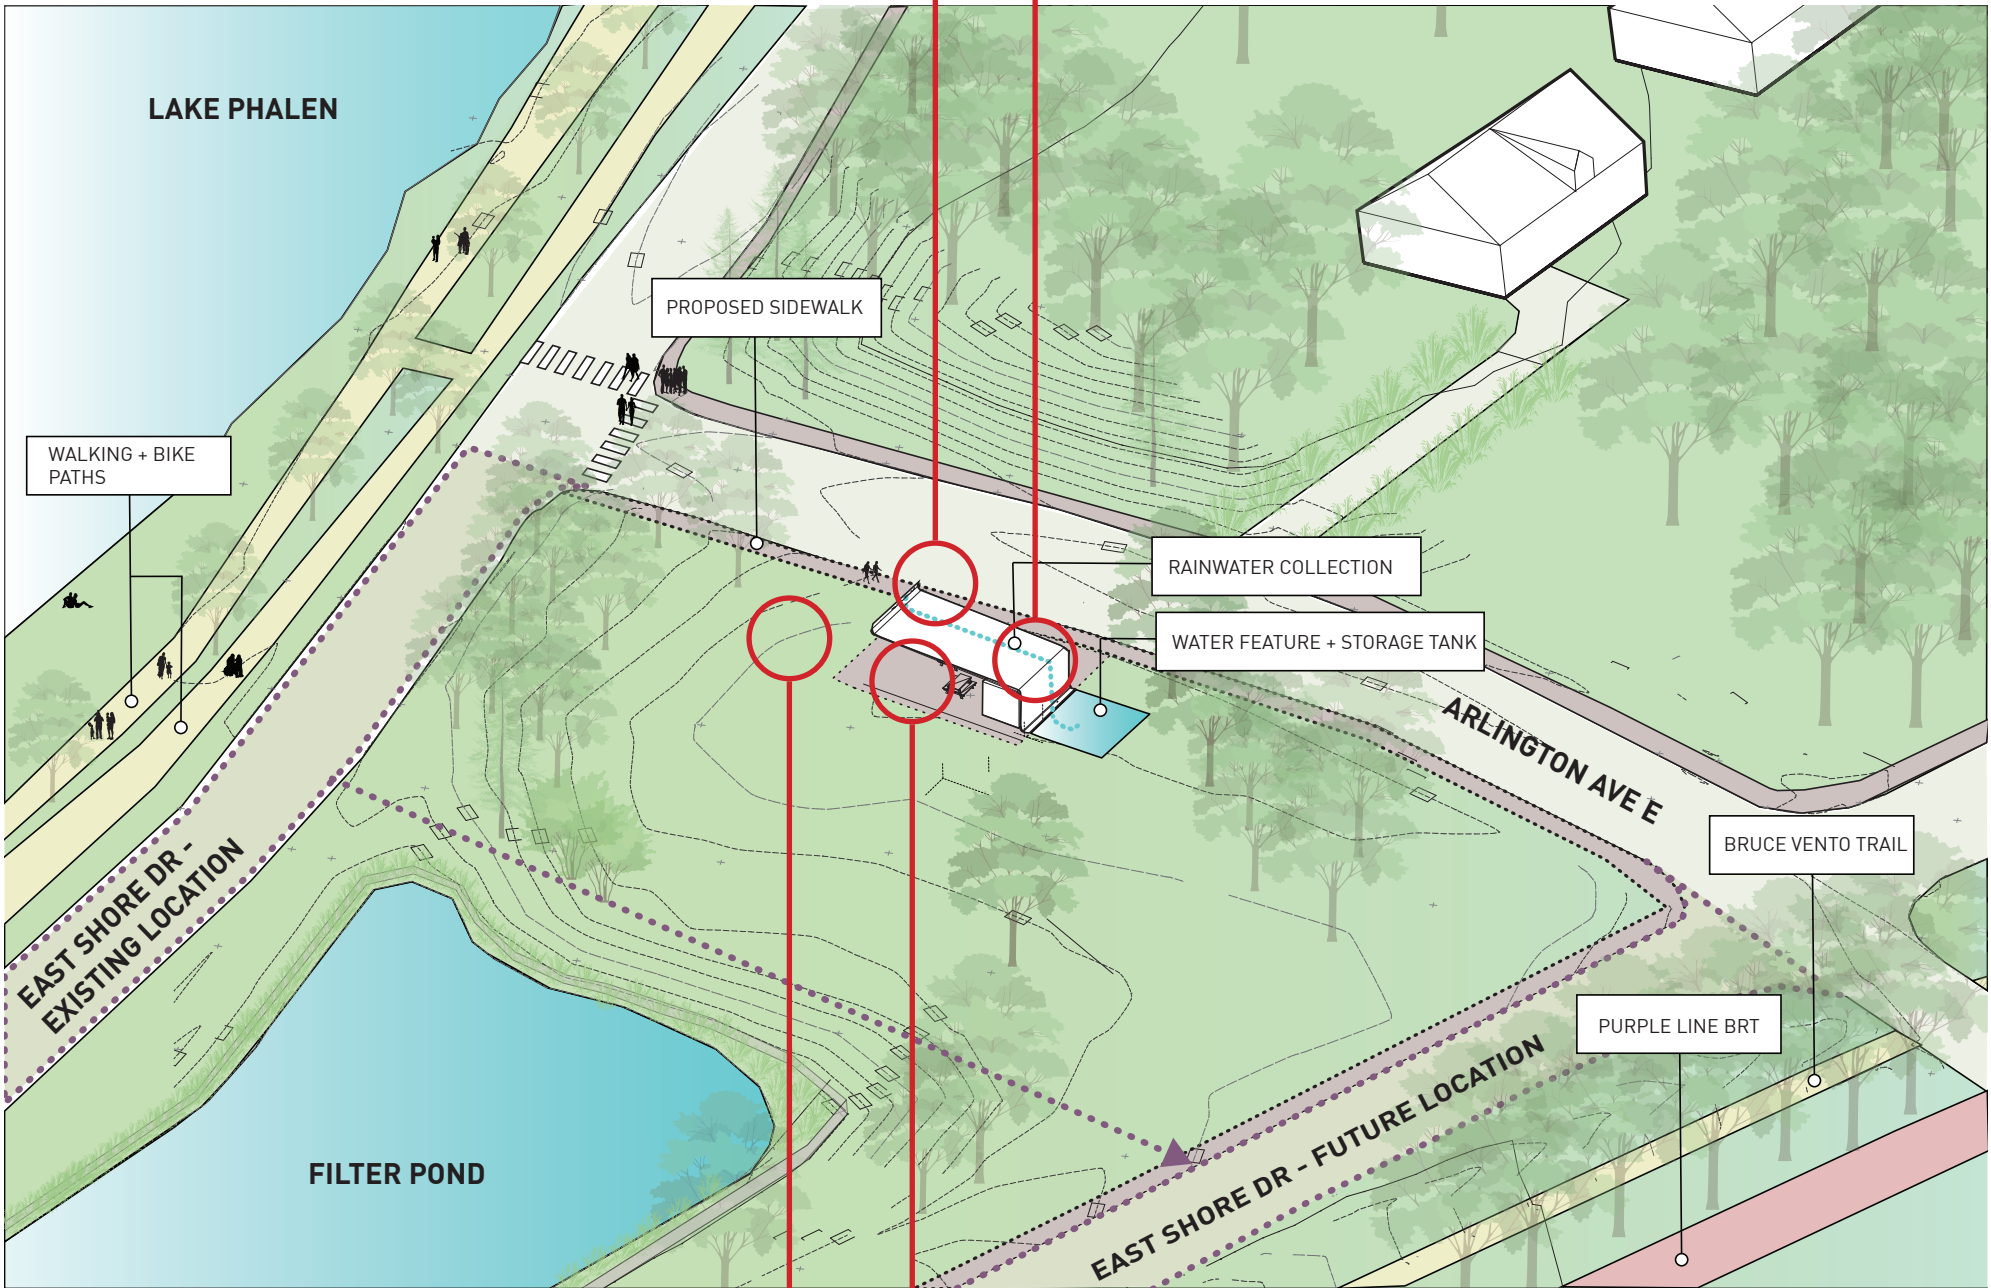 LAKE PHALEN
PROPOSED SIDEWALK
WALKING + BIKE
PATHS
RAINWATER COLLECTION
WATER FEATURE + STORAGE TANK
ARLINGTON AVE E
BRUCE VENTO TRAIL
EAST SHORE DR -
EXISTING LOCATION
PURPLE LINE BRT
EAST SHORE DR - FUTURE LOCATION
FILTER POND